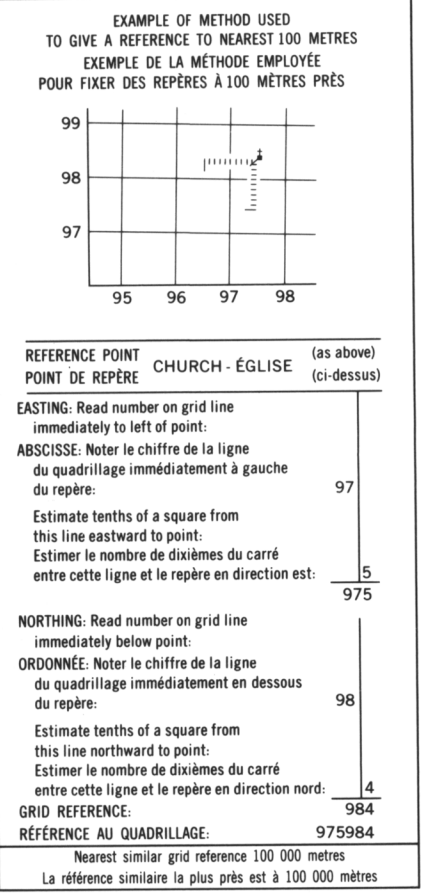 EXAMPLE OF METHOD USED
TO GIVE A REFERENCE TO NEAREST 100 METRES
EXEMPLE DE LA MÉTHODE EMPLOYÉE
POUR FIXER DES REPÈRES À 100 MÈTRES PRÈS
99
98
97
95 96 97 98
REFERENCE POINT
POINT DE REPÈRE
CHURCH - ÉGLISE
(as above)
(ci-dessus)
EASTING: Read number on grid line
immediately to left of point:
ABSCISSE: Noter le chiffre de la ligne
du quadrillage immédiatement à gauche
du repère: 97
Estimate tenths of a square from
this line eastward to point:
Estimer le nombre de dixièmes du carré
entre cette ligne et le repère en direction est: 5
975
NORTHING: Read number on grid line
immediately below point:
ORDONNÉE: Noter le chiffre de la ligne
du quadrillage immédiatement en dessous
du repère: 98
Estimate tenths of a square from
this line northward to point:
Estimer le nombre de dixièmes du carré
entre cette ligne et le repère en direction nord: 4
GRID REFERENCE: 984
RÉFÉRENCE AU QUADRILLAGE: 975984
Nearest similar grid reference 100 000 metres
La référence similaire la plus près est à 100 000 mètres